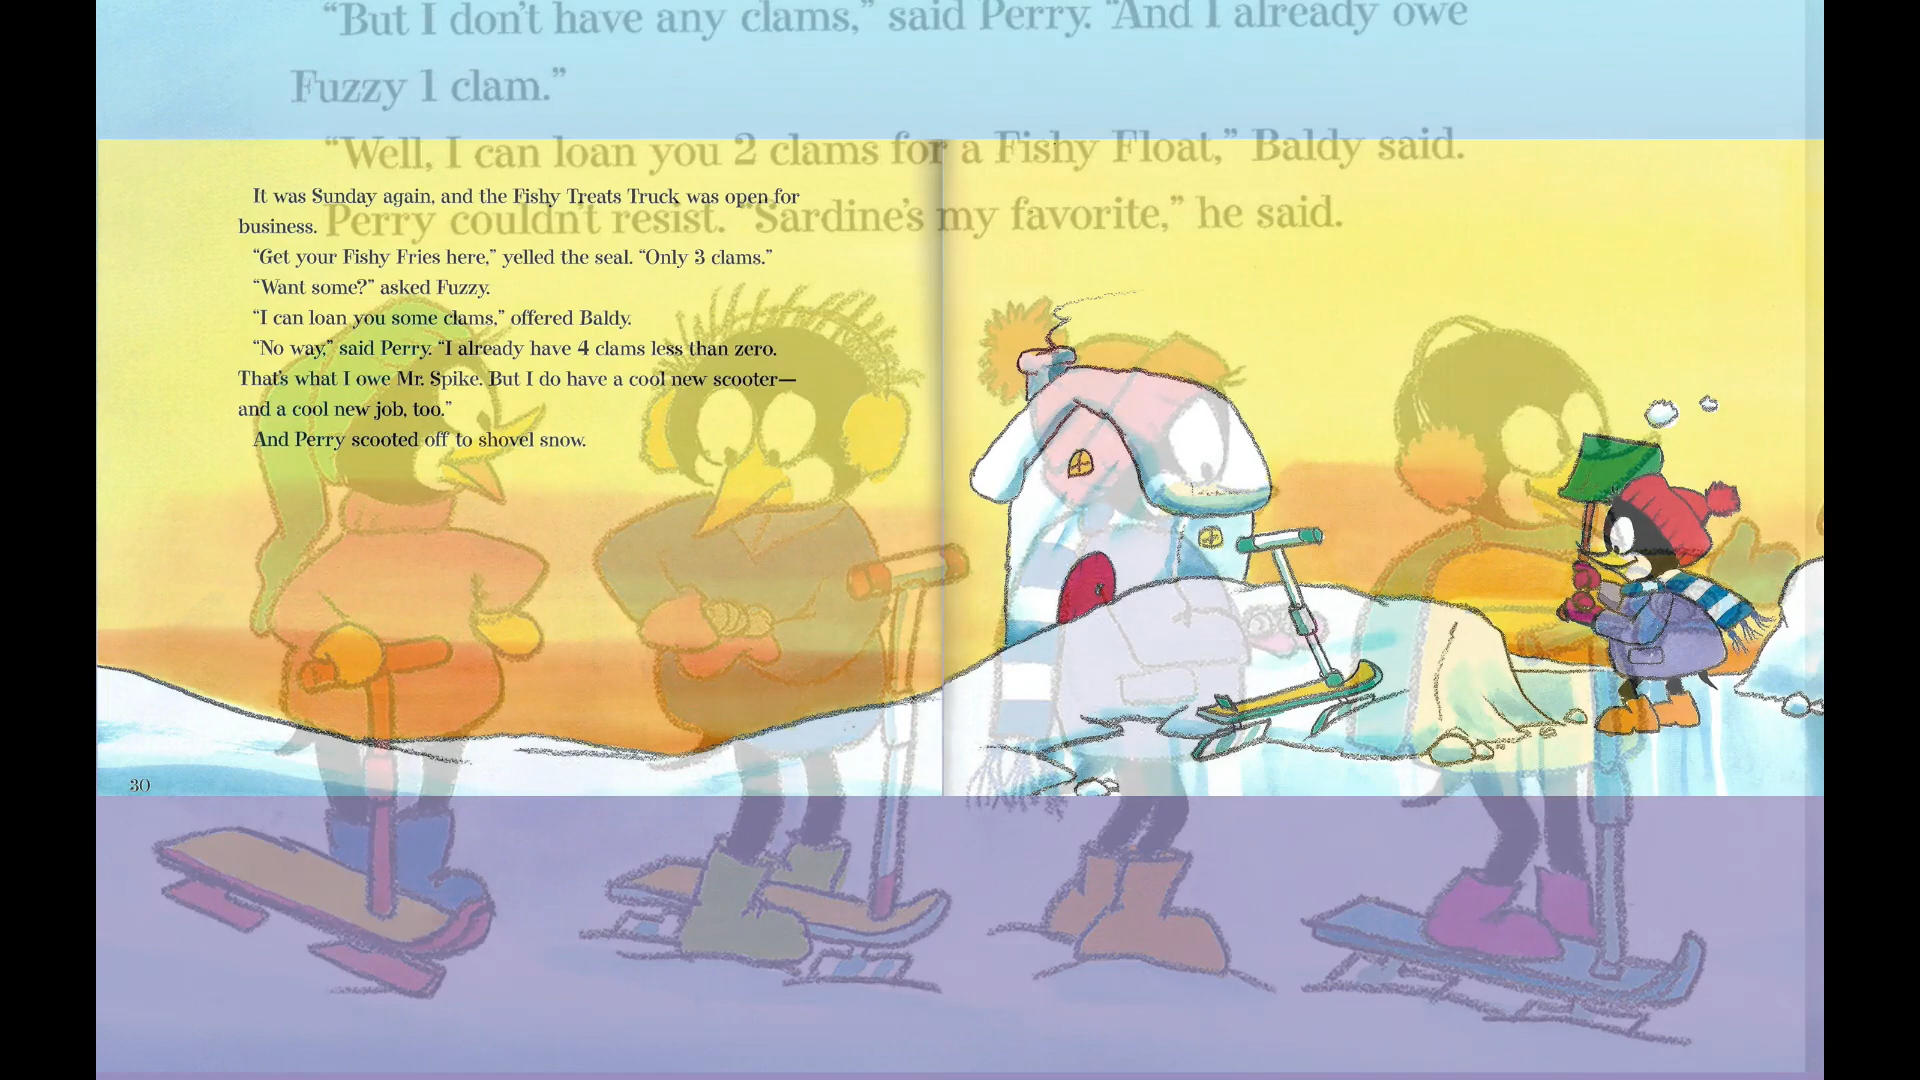 “But I don’t have any clams,” said Perry. “And I already owe
Fuzzy 1 clam.”
“Well, I can loan you 2 clams for a Fishy Float,” Baldy said.
Perry couldn’t resist. “Sardine’s my favorite,” he said.
It was Sunday again, and the Fishy Treats Truck was open for
business.
“Get your Fishy Fries here,” yelled the seal. “Only 3 clams.”
“Want some?” asked Fuzzy.
“I can loan you some clams,” offered Baldy.
“No way,” said Perry. “I already have 4 clams less than zero.
That’s what I owe Mr. Spike. But I do have a cool new scooter—
and a cool new job, too.”
And Perry scooted off to shovel snow.
30